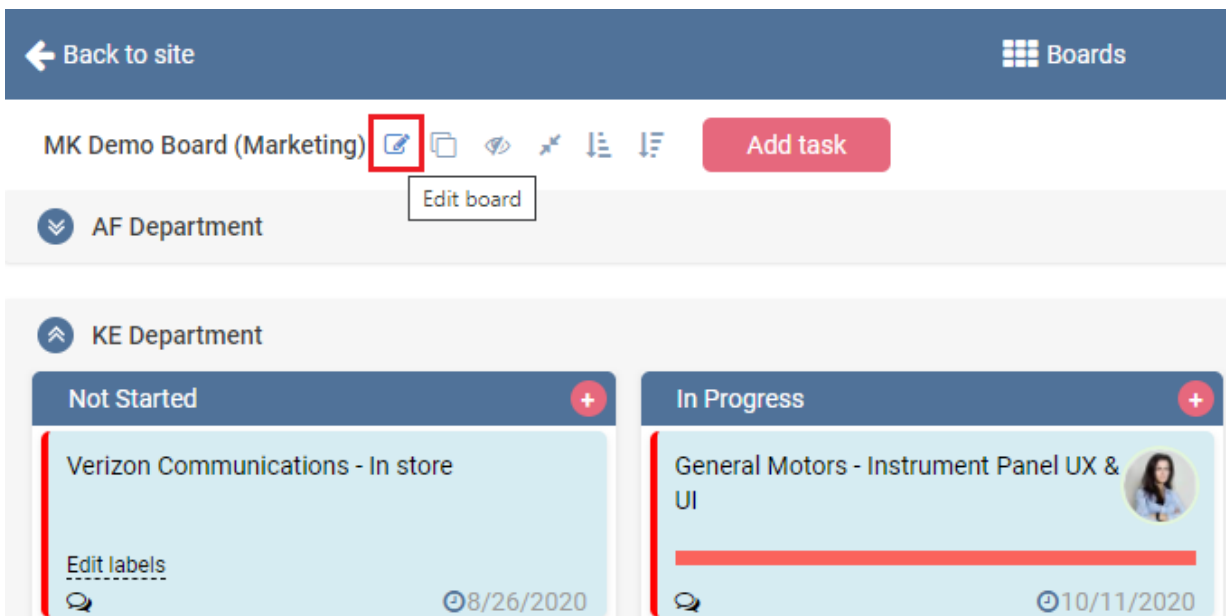 Back to site
Boards
MK Demo Board (Marketing)
Add task
Edit board
AF Department
KE Department
Not Started
In Progress
Verizon Communications - In store
General Motors - Instrument Panel UX &
UI
Edit labels
8/26/2020
10/11/2020